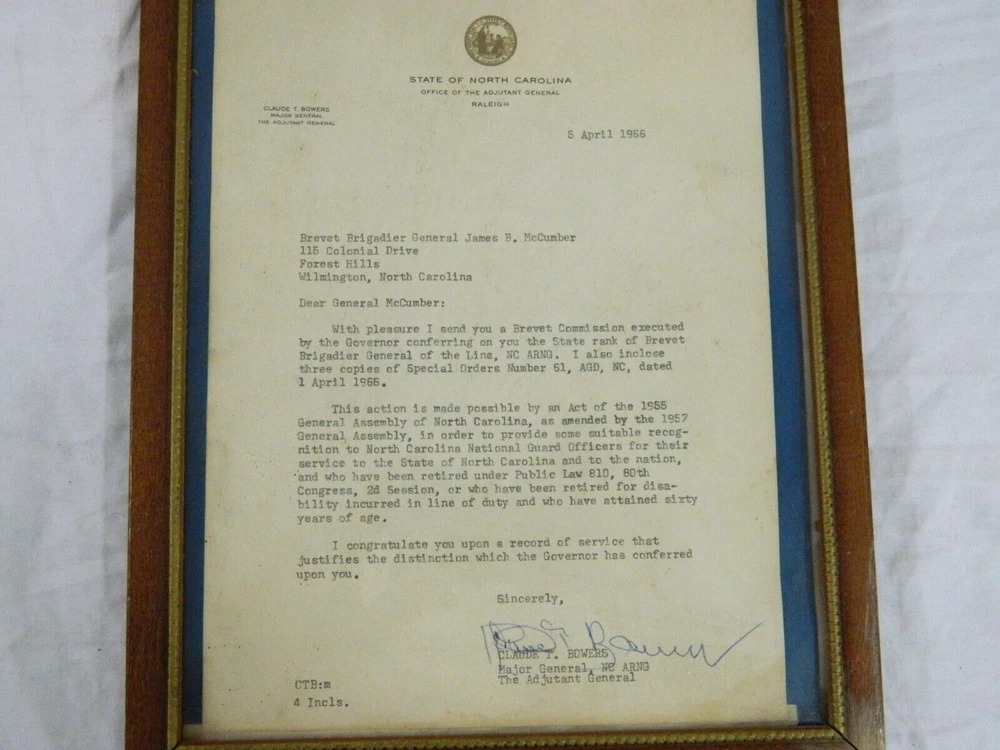 STATE OF NORTH CAROLINA
OFFICE OF THE ADJUTANT GENERAL
RALEIGH
CLAUDE T. BOWERS
MAJOR GENERAL
THE ADJUTANT GENERAL
5 April 1966
Brevet Brigadier General James B. McCumber
115 Colonial Drive
Forest Hills
Wilmington, North Carolina
Dear General McCumber:
With pleasure I send you a Brevet Commission executed
by the Governor conferring on you the State rank of Brevet
Brigadier General of the Line, NC ARNG. I also inclose
three copies of Special Orders Number 61, AGD, NC, dated
1 April 1966.
This action is made possible by an Act of the 1955
General Assembly of North Carolina, as amended by the 1957
General Assembly, in order to provide some suitable recog-
nition to North Carolina National Guard Officers for their
service to the State of North Carolina and to the nation,
and who have been retired under Public Law 810, 80th
Congress, 2d Session, or who have been retired for disa-
bility incurred in line of duty and who have attained sixty
years of age.
I congratulate you upon a record of service that
justifies the distinction which the Governor has conferred
upon you.
Sincerely,
Claude T. Bowers
CLAUDE T. BOWERS
Major General, NC ARNG
The Adjutant General
CTB:m
4 Incls.